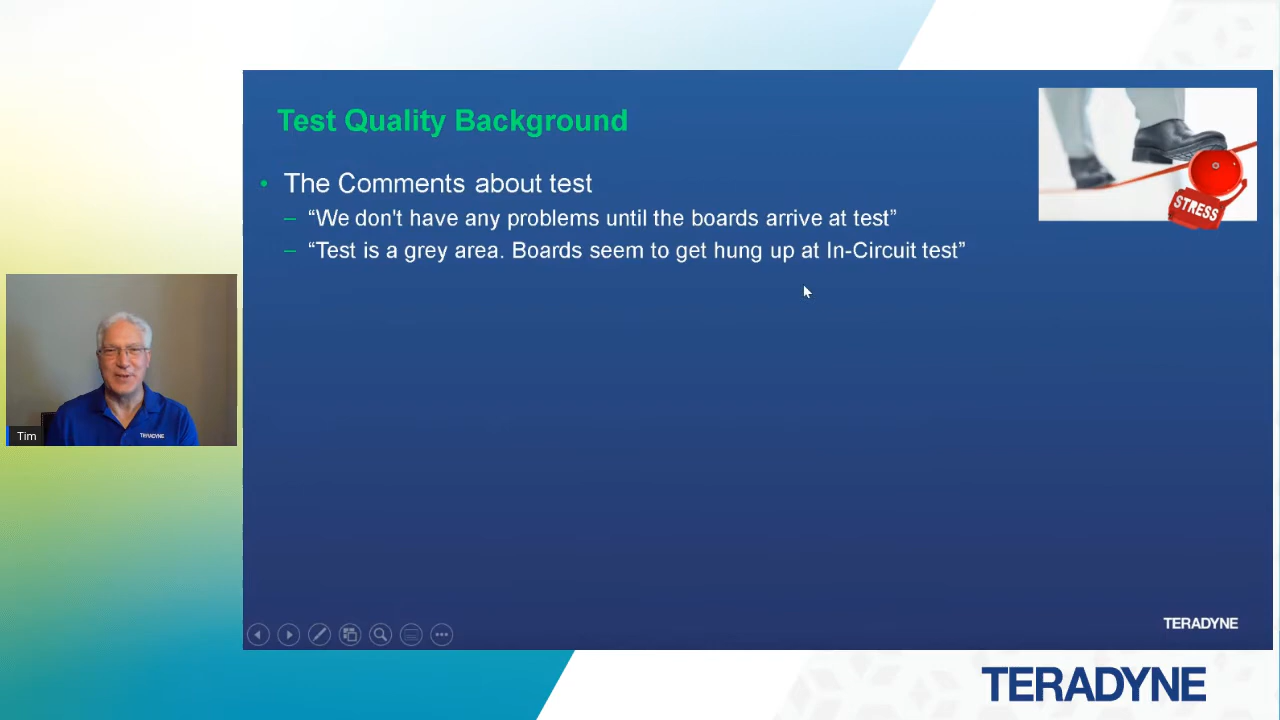 Test Quality Background
• The Comments about test
– “We don't have any problems until the boards arrive at test”
– “Test is a grey area. Boards seem to get hung up at In-Circuit test”
STRESS
Tim
TERADYNE
TERADYNE
TERADYNE